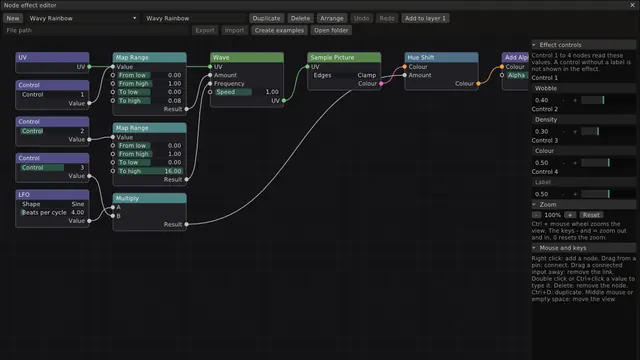 Node effect editor
New Wavy Rainbow Wavy Rainbow Duplicate Delete Arrange Undo Redo Add to layer 1
File path Export Import Create examples Open folder
UV
UV
Control
Control 1
Value
Control
Control 2
Value
Control
Control 3
Value
LFO
Shape Sine
Beats per cycle 4.00
Value
Map Range
Value
From low 0.00
From high 1.00
To low 0.00
To high 0.08
Result
Map Range
Value
From low 0.00
From high 1.00
To low 0.00
To high 16.00
Result
Multiply
A
B
Result
Wave
UV
Amount
Frequency
Speed 1.00
UV
Sample Picture
UV
Edges Clamp
Colour
Hue Shift
Colour
Amount
Colour
Add Al
Colour
Alpha
Effect controls
Control 1 to 4 nodes read these
values. A control without a label is
not shown in the effect.
Control 1
Wobble
0.40 - +
Control 2
Density
0.30 - +
Control 3
Colour
0.50 - +
Control 4
Label
0.50 - +
Zoom
- 100% + Reset
Ctrl + mouse wheel zooms the
view. The keys - and = zoom out
and in, 0 resets the zoom.
Mouse and keys
Right click: add a node. Drag from a
pin: connect. Drag a connected
input away: remove the link.
Double click or Ctrl+click a value to
type it. Delete: remove the node.
Ctrl+D: duplicate. Middle mouse or
empty space: move the view.